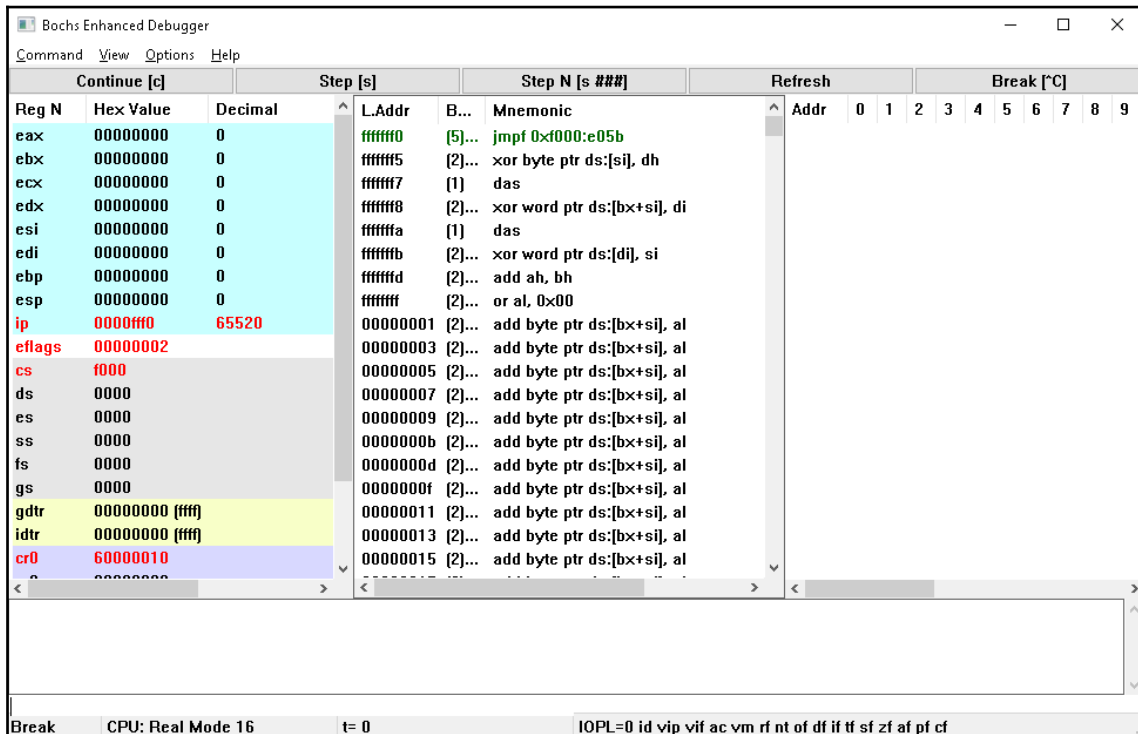 Bochs Enhanced Debugger
Command View Options Help
Continue [c] Step [s] Step N [s ###] Refresh Break [^C]
Reg N Hex Value Decimal L.Addr B... Mnemonic Addr 0 1 2 3 4 5 6 7 8 9
eax 00000000 0 fffffff0 (5)... jmpf 0xf000:e05b
ebx 00000000 0 fffffff5 (2)... xor byte ptr ds:[si], dh
ecx 00000000 0 fffffff7 (1) das
edx 00000000 0 fffffff8 (2)... xor word ptr ds:[bx+si], di
esi 00000000 0 fffffffa (1) das
edi 00000000 0 fffffffb (2)... xor word ptr ds:[di], si
ebp 00000000 0 fffffffd (2)... add ah, bh
esp 00000000 0 ffffffff (2)... or al, 0x00
ip 0000fff0 65520 00000001 (2)... add byte ptr ds:[bx+si], al
eflags 00000002 00000003 (2)... add byte ptr ds:[bx+si], al
cs f000 00000005 (2)... add byte ptr ds:[bx+si], al
ds 0000 00000007 (2)... add byte ptr ds:[bx+si], al
es 0000 00000009 (2)... add byte ptr ds:[bx+si], al
ss 0000 0000000b (2)... add byte ptr ds:[bx+si], al
fs 0000 0000000d (2)... add byte ptr ds:[bx+si], al
gs 0000 0000000f (2)... add byte ptr ds:[bx+si], al
gdtr 00000000 (ffff) 00000011 (2)... add byte ptr ds:[bx+si], al
idtr 00000000 (ffff) 00000013 (2)... add byte ptr ds:[bx+si], al
cr0 60000010 00000015 (2)... add byte ptr ds:[bx+si], al
Break CPU: Real Mode 16 t= 0 IOPL=0 id vip vif ac vm rf nt of df if tf sf zf af pf cf